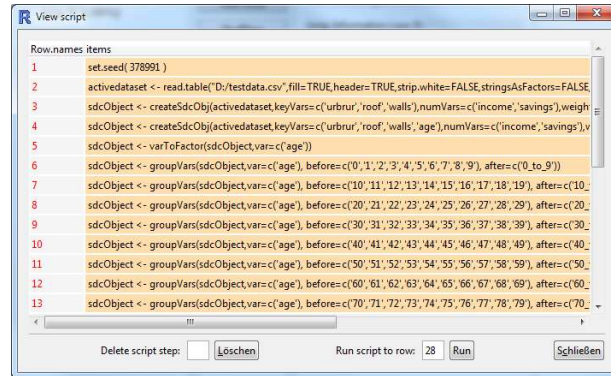 View script
Row.names items
1 set.seed( 378991 )
2 activedataset <- read.table("D:/testdata.csv",fill=TRUE,header=TRUE,strip.white=FALSE,stringsAsFactors=FALSE,
3 sdcObject <- createSdcObj(activedataset,keyVars=c('urbrur','roof','walls'),numVars=c('income','savings'),weigh
4 sdcObject <- createSdcObj(activedataset,keyVars=c('urbrur','roof','walls','age'),numVars=c('income','savings'),v
5 sdcObject <- varToFactor(sdcObject,var=c('age'))
6 sdcObject <- groupVars(sdcObject,var=c('age'), before=c('0','1','2','3','4','5','6','7','8','9'), after=c('0_to_9'))
7 sdcObject <- groupVars(sdcObject,var=c('age'), before=c('10','11','12','13','14','15','16','17','18','19'), after=c('10_
8 sdcObject <- groupVars(sdcObject,var=c('age'), before=c('20','21','22','23','24','25','26','27','28','29'), after=c('20_
9 sdcObject <- groupVars(sdcObject,var=c('age'), before=c('30','31','32','33','34','35','36','37','38','39'), after=c('30_
10 sdcObject <- groupVars(sdcObject,var=c('age'), before=c('40','41','42','43','44','45','46','47','48','49'), after=c('40_
11 sdcObject <- groupVars(sdcObject,var=c('age'), before=c('50','51','52','53','54','55','56','57','58','59'), after=c('50_
12 sdcObject <- groupVars(sdcObject,var=c('age'), before=c('60','61','62','63','64','65','66','67','68','69'), after=c('60_
13 sdcObject <- groupVars(sdcObject,var=c('age'), before=c('70','71','72','73','74','75','76','77','78','79'), after=c('70_
Delete script step: Löschen Run script to row: 28 Run Schließen